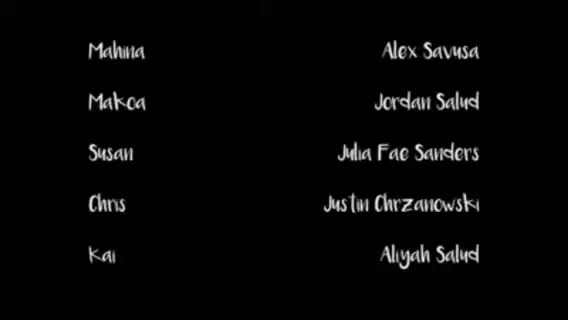 Mahina Alex Savusa
Makoa Jordan Salud
Susan Julia Fae Sanders
Chris Justin Chrzanowski
Kai Aliyah Salud